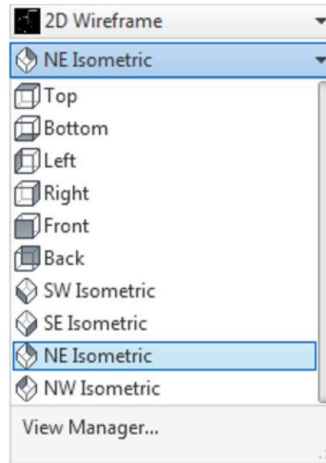 2D Wireframe
NE Isometric
Top
Bottom
Left
Right
Front
Back
SW Isometric
SE Isometric
NE Isometric
NW Isometric
View Manager...